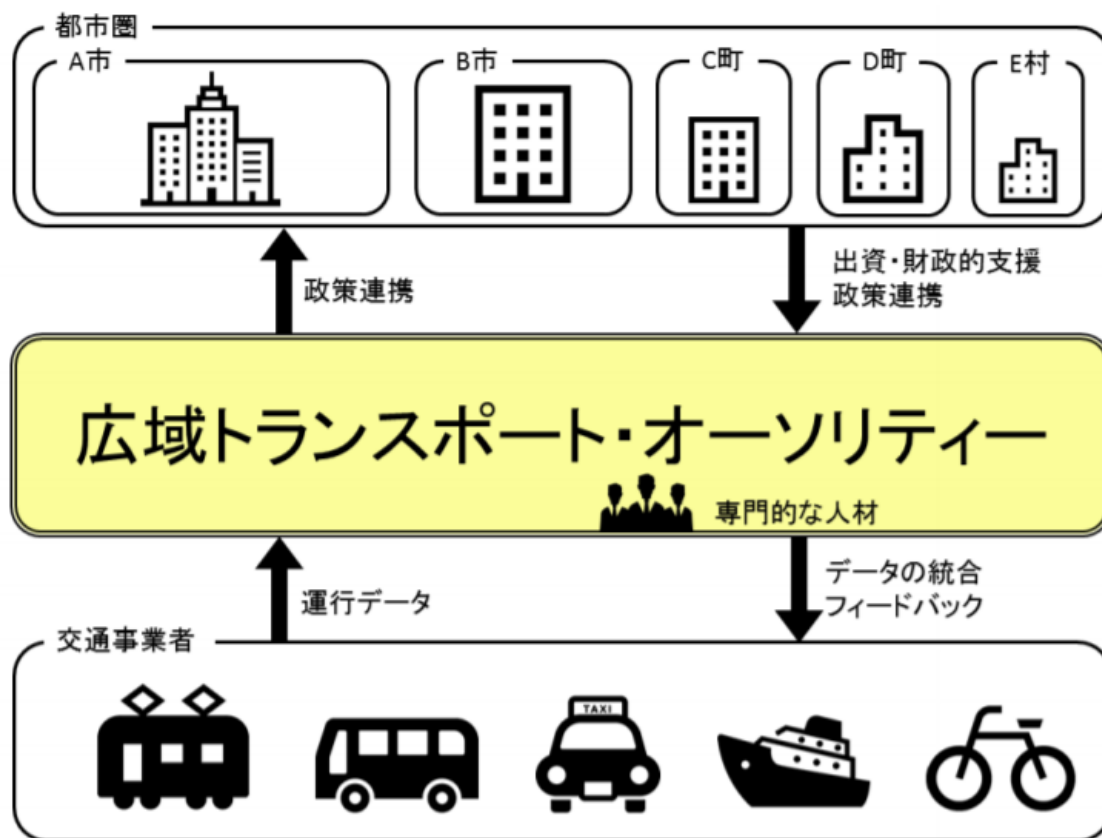 都市圏
A市
B市
C町
D町
E村
政策連携
出資・財政的支援
政策連携
広域トランスポート・オーソリティー
専門的な人材
運行データ
データの統合
フィードバック
交通事業者
TAXI